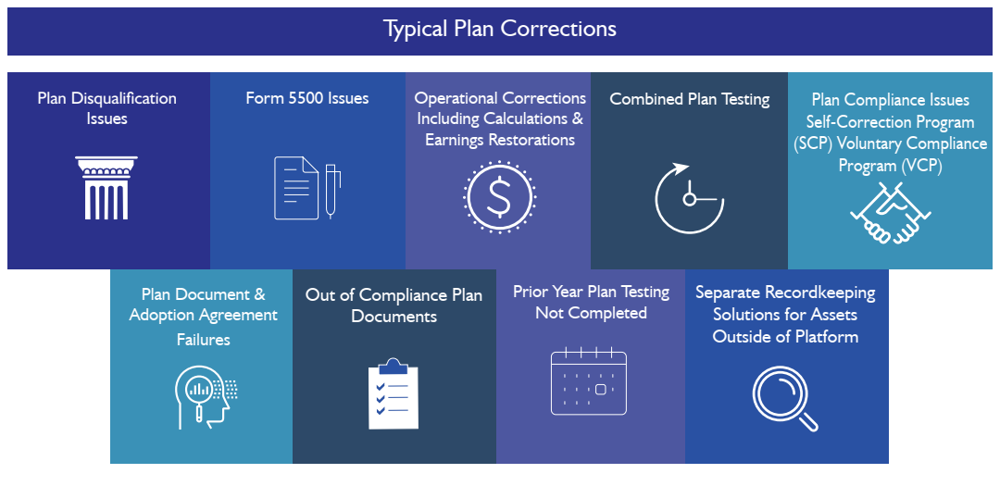 Typical Plan Corrections
Plan Disqualification
Issues
Form 5500 Issues
Operational Corrections
Including Calculations &
Earnings Restorations
Combined Plan Testing
Plan Compliance Issues
Self-Correction Program
(SCP) Voluntary Compliance
Program (VCP)
Plan Document &
Adoption Agreement
Failures
Out of Compliance Plan
Documents
Prior Year Plan Testing
Not Completed
Separate Recordkeeping
Solutions for Assets
Outside of Platform